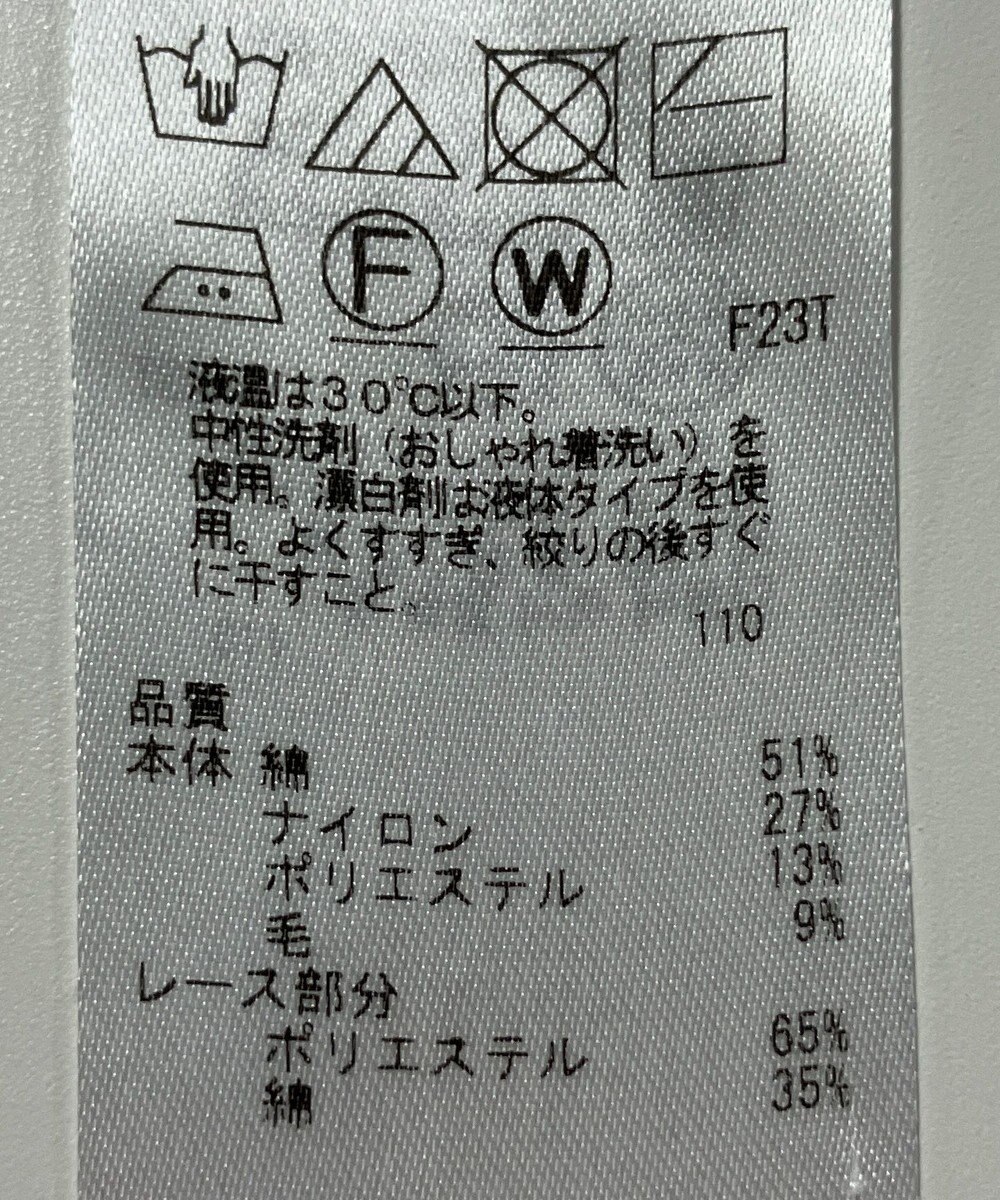 F W
F23T
液温は30℃以下。
中性洗剤（おしゃれ着洗い）を
使用。漂白剤は液体タイプを使
用。よくすすぎ、絞りの後すぐ
に干すこと。
110
品質
本体 綿 51%
ナイロン 27%
ポリエステル 13%
毛 9%
レース部分
ポリエステル 65%
綿 35%